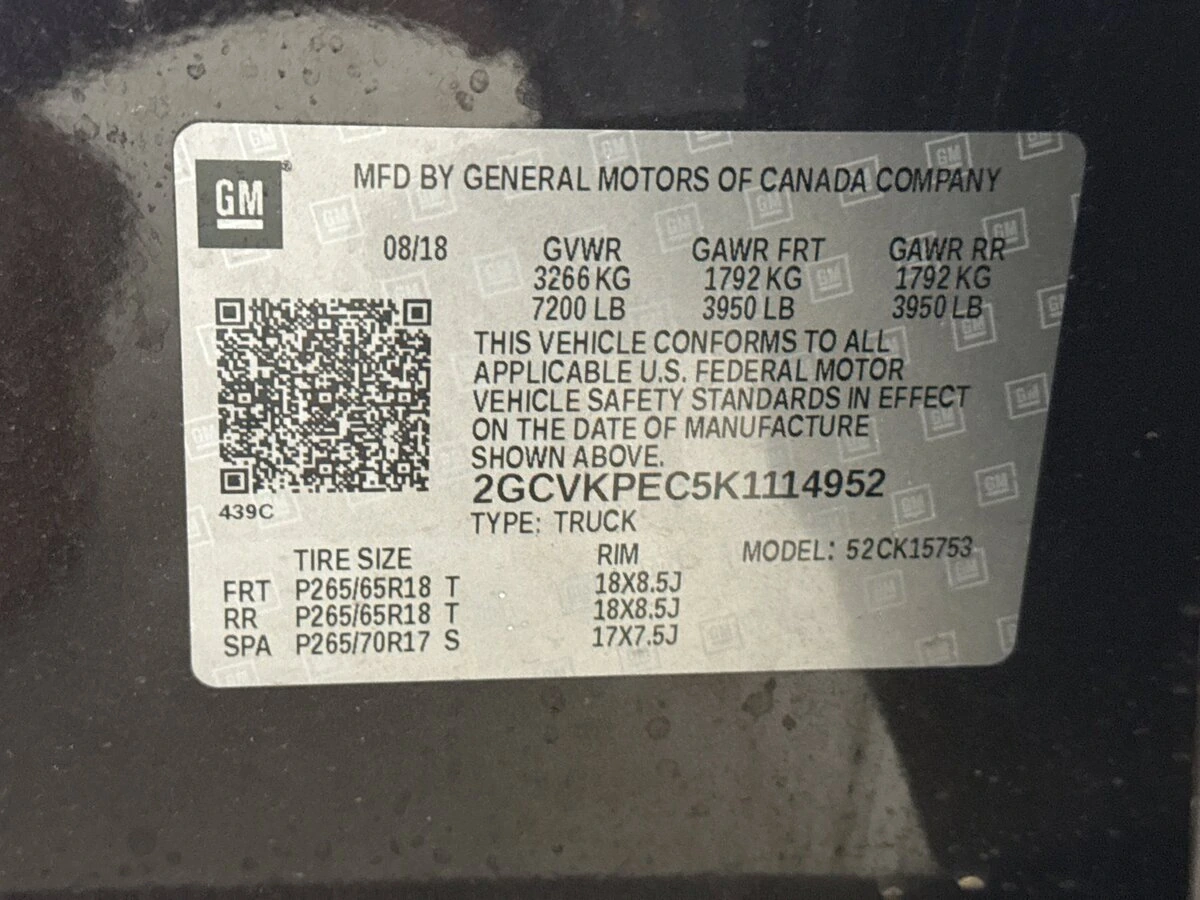 GM
MFD BY GENERAL MOTORS OF CANADA COMPANY
08/18 GVWR GAWR FRT GAWR RR
3266 KG 1792 KG 1792 KG
7200 LB 3950 LB 3950 LB
THIS VEHICLE CONFORMS TO ALL
APPLICABLE U.S. FEDERAL MOTOR
VEHICLE SAFETY STANDARDS IN EFFECT
ON THE DATE OF MANUFACTURE
SHOWN ABOVE.
2GCVKPEC5K1114952
439C
TYPE: TRUCK
TIRE SIZE RIM MODEL: 52CK15753
FRT P265/65R18 T 18X8.5J
RR P265/65R18 T 18X8.5J
SPA P265/70R17 S 17X7.5J